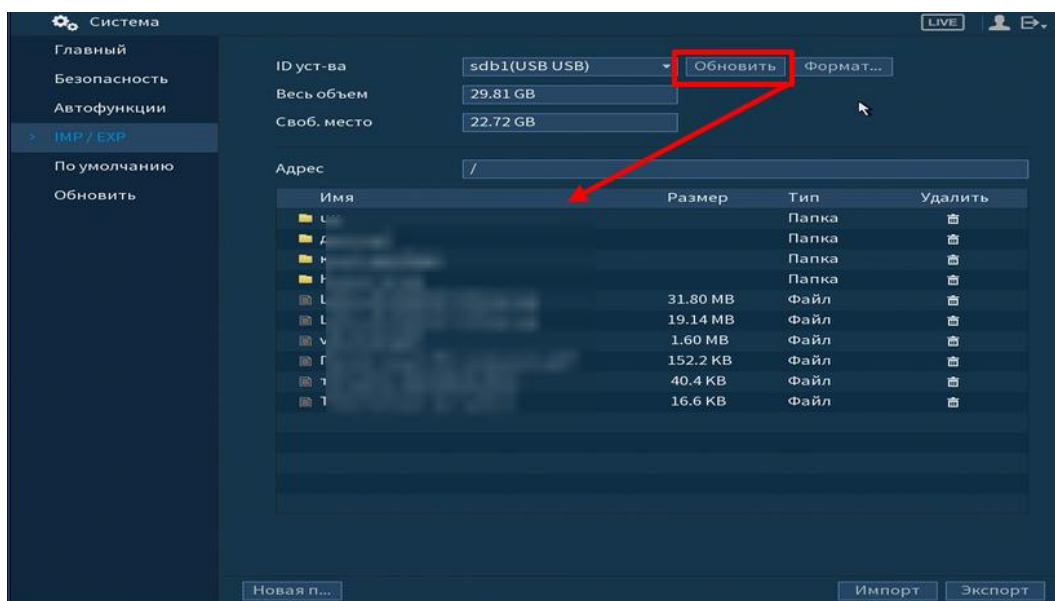 Система LIVE
Главный
Безопасность
Автофункции
> IMP / EXP
По умолчанию
Обновить
ID уст-ва sdb1(USB USB) Обновить Формат...
Весь объем 29.81 GB
Своб. место 22.72 GB
Адрес /
Имя Размер Тип Удалить
Папка
Папка
Папка
Папка
31.80 MB Файл
19.14 MB Файл
1.60 MB Файл
152.2 KB Файл
40.4 KB Файл
16.6 KB Файл
Новая п... Импорт Экспорт